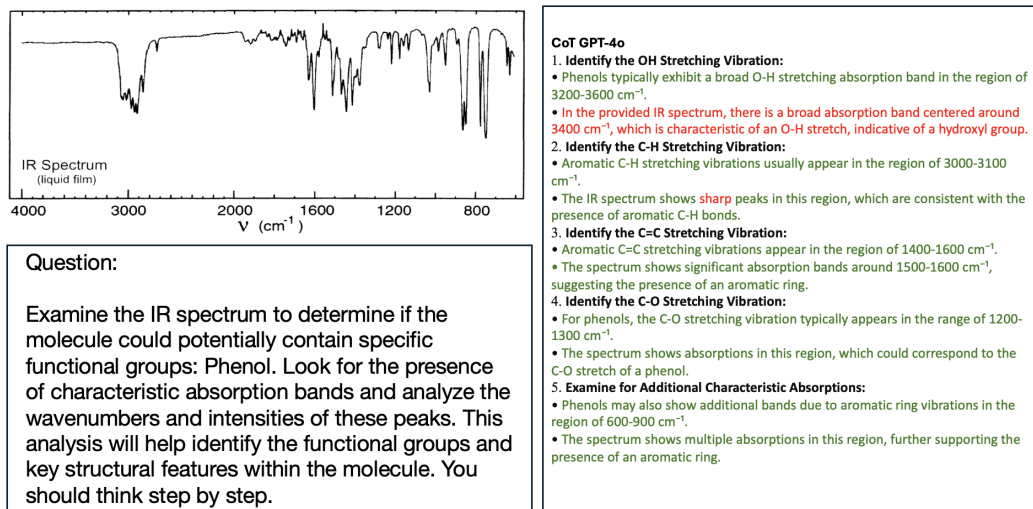 IR Spectrum
(liquid film)
4000 3000 2000 1600 1200 800
ν (cm⁻¹)
Question:
Examine the IR spectrum to determine if the
molecule could potentially contain specific
functional groups: Phenol. Look for the presence
of characteristic absorption bands and analyze the
wavenumbers and intensities of these peaks. This
analysis will help identify the functional groups and
key structural features within the molecule. You
should think step by step.
CoT GPT-4o
1. Identify the OH Stretching Vibration:
• Phenols typically exhibit a broad O-H stretching absorption band in the region of
3200-3600 cm⁻¹.
• In the provided IR spectrum, there is a broad absorption band centered around
3400 cm⁻¹, which is characteristic of an O-H stretch, indicative of a hydroxyl group.
2. Identify the C-H Stretching Vibration:
• Aromatic C-H stretching vibrations usually appear in the region of 3000-3100
cm⁻¹.
• The IR spectrum shows sharp peaks in this region, which are consistent with the
presence of aromatic C-H bonds.
3. Identify the C=C Stretching Vibration:
• Aromatic C=C stretching vibrations appear in the region of 1400-1600 cm⁻¹.
• The spectrum shows significant absorption bands around 1500-1600 cm⁻¹,
suggesting the presence of an aromatic ring.
4. Identify the C-O Stretching Vibration:
• For phenols, the C-O stretching vibration typically appears in the range of 1200-
1300 cm⁻¹.
• The spectrum shows absorptions in this region, which could correspond to the
C-O stretch of a phenol.
5. Examine for Additional Characteristic Absorptions:
• Phenols may also show additional bands due to aromatic ring vibrations in the
region of 600-900 cm⁻¹.
• The spectrum shows multiple absorptions in this region, further supporting the
presence of an aromatic ring.